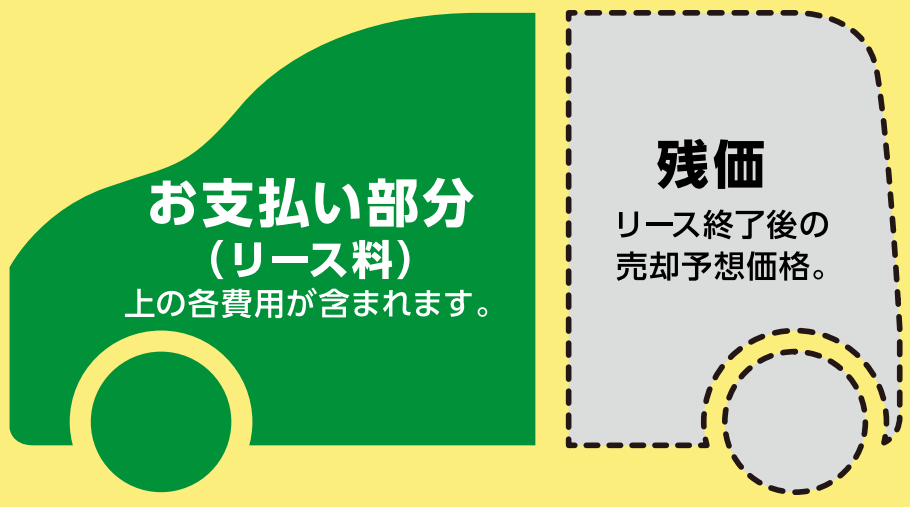 お支払い部分
（リース料）
上の各費用が含まれます。
残価
リース終了後の
売却予想価格。